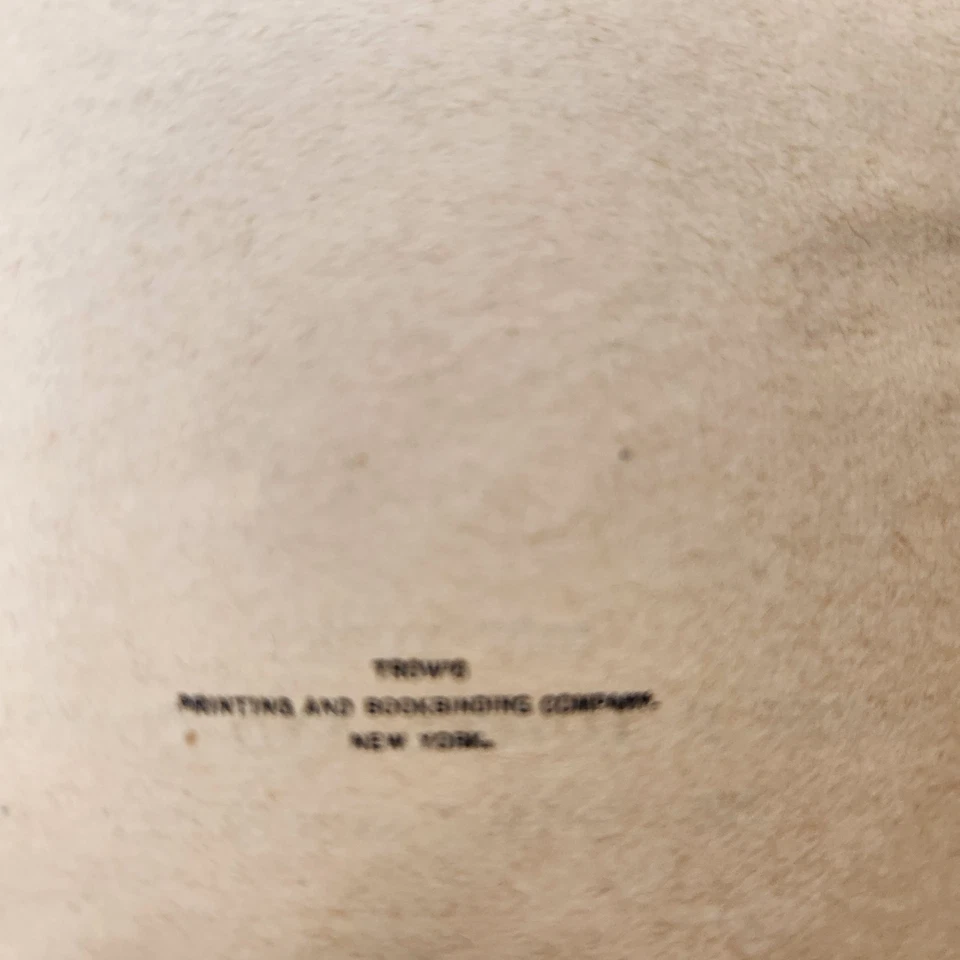 TROW'S
PRINTING AND BOOKBINDING COMPANY,
NEW YORK.